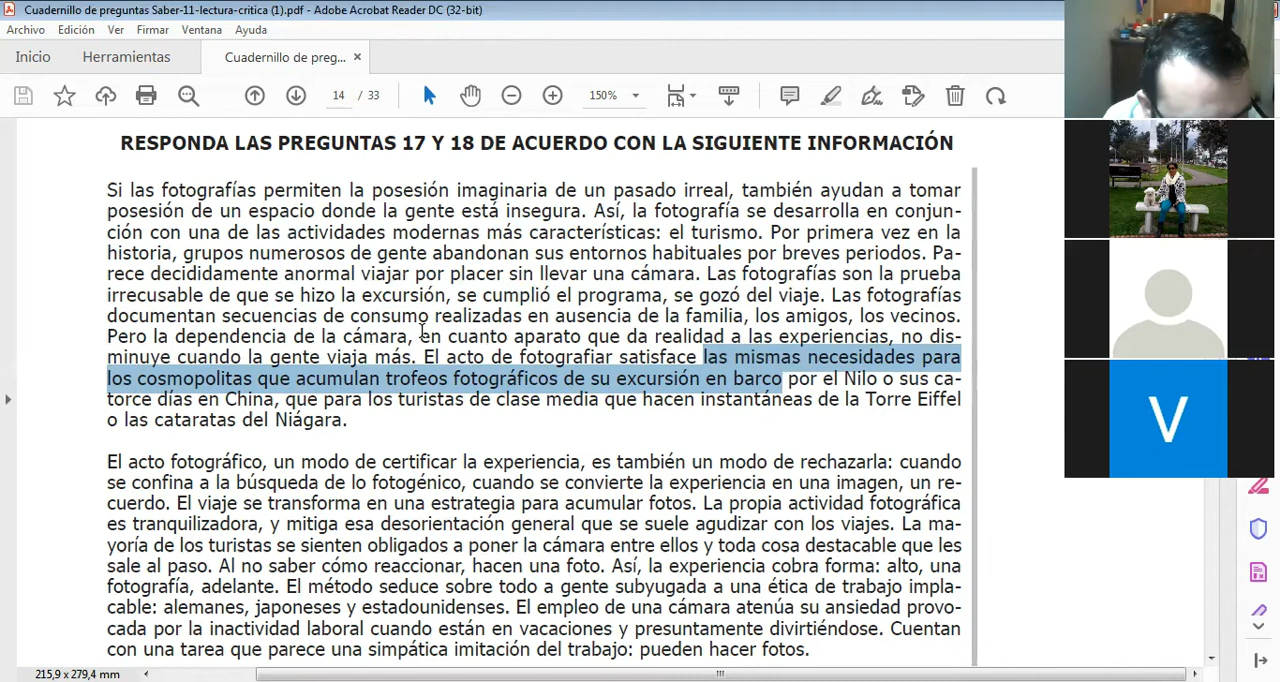 Cuadernillo de preguntas Saber-11-lectura-critica (1).pdf - Adobe Acrobat Reader DC (32-bit)
Archivo Edición Ver Firmar Ventana Ayuda
Inicio Herramientas Cuadernillo de preg... ×
14 / 33 150%
RESPONDA LAS PREGUNTAS 17 Y 18 DE ACUERDO CON LA SIGUIENTE INFORMACIÓN
Si las fotografías permiten la posesión imaginaria de un pasado irreal, también ayudan a tomar
posesión de un espacio donde la gente está insegura. Así, la fotografía se desarrolla en conjun-
ción con una de las actividades modernas más características: el turismo. Por primera vez en la
historia, grupos numerosos de gente abandonan sus entornos habituales por breves periodos. Pa-
rece decididamente anormal viajar por placer sin llevar una cámara. Las fotografías son la prueba
irrecusable de que se hizo la excursión, se cumplió el programa, se gozó del viaje. Las fotografías
documentan secuencias de consumo realizadas en ausencia de la familia, los amigos, los vecinos.
Pero la dependencia de la cámara, en cuanto aparato que da realidad a las experiencias, no dis-
minuye cuando la gente viaja más. El acto de fotografiar satisface las mismas necesidades para
los cosmopolitas que acumulan trofeos fotográficos de su excursión en barco por el Nilo o sus ca-
torce días en China, que para los turistas de clase media que hacen instantáneas de la Torre Eiffel
o las cataratas del Niágara.
El acto fotográfico, un modo de certificar la experiencia, es también un modo de rechazarla: cuando
se confina a la búsqueda de lo fotogénico, cuando se convierte la experiencia en una imagen, un re-
cuerdo. El viaje se transforma en una estrategia para acumular fotos. La propia actividad fotográfica
es tranquilizadora, y mitiga esa desorientación general que se suele agudizar con los viajes. La ma-
yoría de los turistas se sienten obligados a poner la cámara entre ellos y toda cosa destacable que les
sale al paso. Al no saber cómo reaccionar, hacen una foto. Así, la experiencia cobra forma: alto, una
fotografía, adelante. El método seduce sobre todo a gente subyugada a una ética de trabajo impla-
cable: alemanes, japoneses y estadounidenses. El empleo de una cámara atenúa su ansiedad provo-
cada por la inactividad laboral cuando están en vacaciones y presuntamente divirtiéndose. Cuentan
con una tarea que parece una simpática imitación del trabajo: pueden hacer fotos.
V
215,9 x 279,4 mm